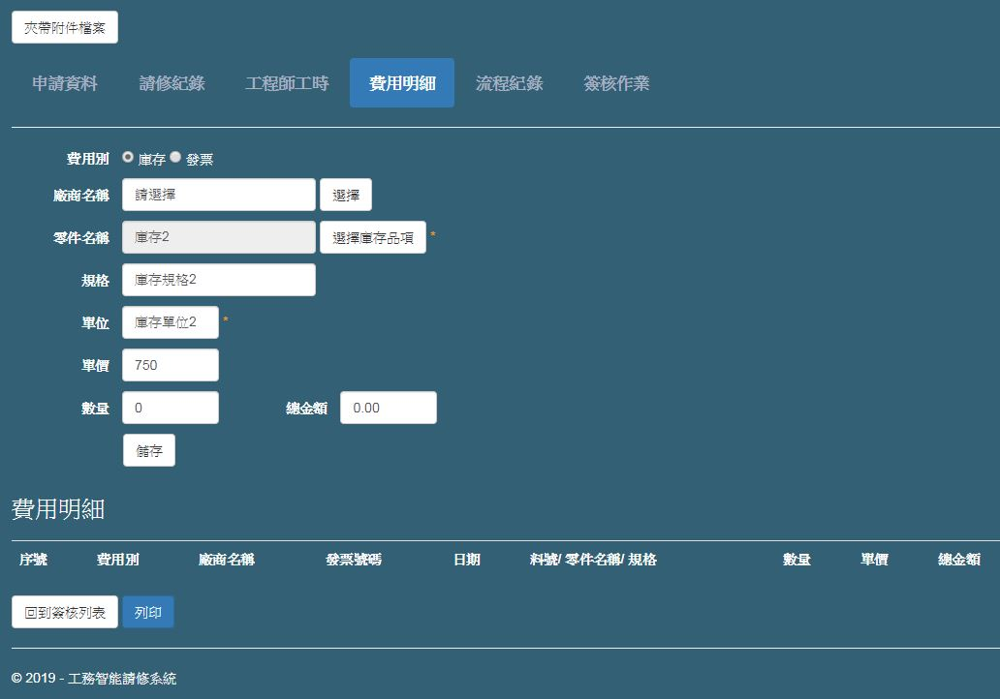 夾帶附件檔案
申請資料 請修紀錄 工程師工時 費用明細 流程紀錄 簽核作業
費用別 庫存 發票
廠商名稱 請選擇 選擇
零件名稱 庫存2 選擇庫存品項 *
規格 庫存規格2
單位 庫存單位2 *
單價 750
數量 0 總金額 0.00
儲存
費用明細
序號 費用別 廠商名稱 發票號碼 日期 料號/ 零件名稱/ 規格 數量 單價 總金額
回到簽核列表 列印
© 2019 - 工務智能請修系統